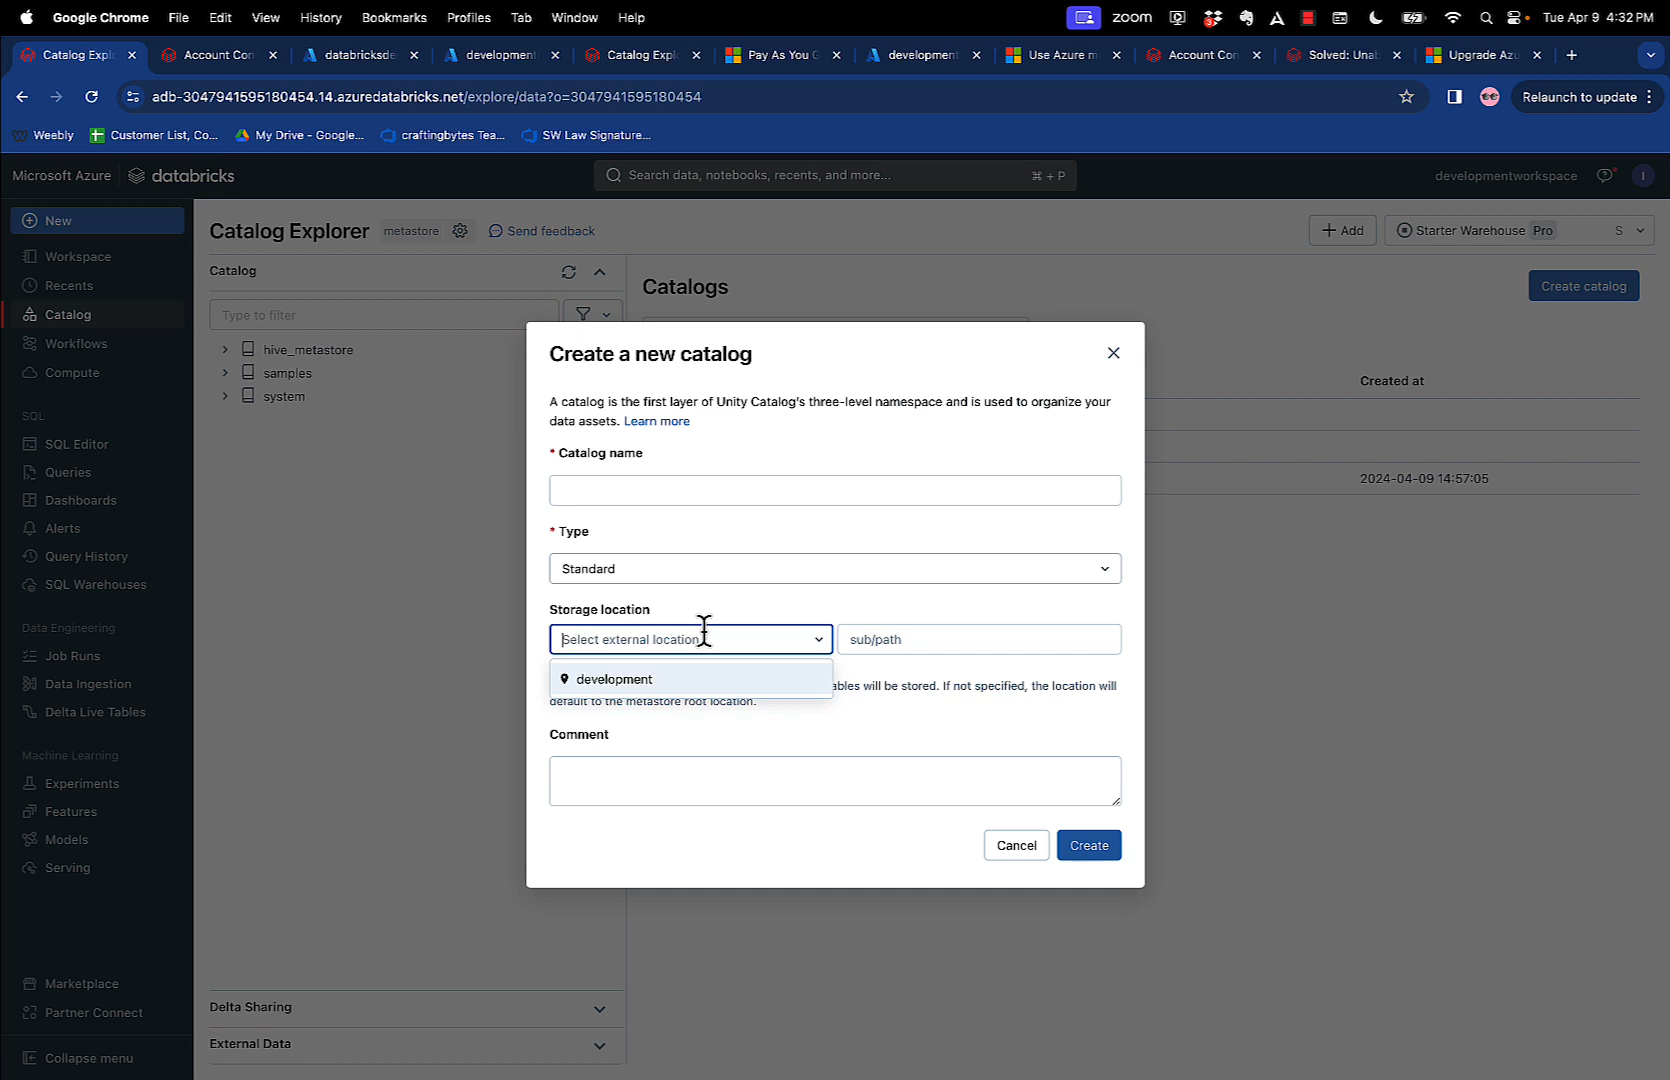 Google Chrome File Edit View History Bookmarks Profiles Tab Window Help
zoom 3 Tue Apr 9 4:32 PM
Catalog Explo Account Con databricksde development Catalog Explo Pay As You G development Use Azure m Account Con Solved: Unab Upgrade Azu
adb-3047941595180454.14.azuredatabricks.net/explore/data?o=3047941595180454
Relaunch to update
Weebly Customer List, Co... My Drive - Google... craftingbytes Tea... SW Law Signature...
Microsoft Azure databricks
Search data, notebooks, recents, and more... ⌘ + P
developmentworkspace I
New
Workspace
Recents
Catalog
Workflows
Compute
SQL
SQL Editor
Queries
Dashboards
Alerts
Query History
SQL Warehouses
Data Engineering
Job Runs
Data Ingestion
Delta Live Tables
Machine Learning
Experiments
Features
Models
Serving
Marketplace
Partner Connect
Collapse menu
Catalog Explorer metastore Send feedback
+ Add Starter Warehouse Pro S
Catalog
Type to filter
hive_metastore
samples
system
Delta Sharing
External Data
Catalogs
Create catalog
Created at
2024-04-09 14:57:05
Create a new catalog
A catalog is the first layer of Unity Catalog's three-level namespace and is used to organize your
data assets. Learn more
* Catalog name
* Type
Standard
Storage location
Select external location sub/path
development
ables will be stored. If not specified, the location will
default to the metastore root location.
Comment
Cancel Create